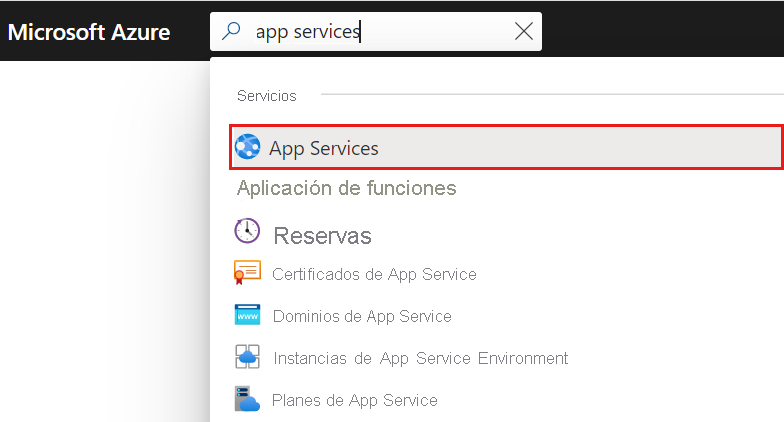 Microsoft Azure
app services
Servicios
App Services
Aplicación de funciones
Reservas
Certificados de App Service
www
Dominios de App Service
Instancias de App Service Environment
Planes de App Service